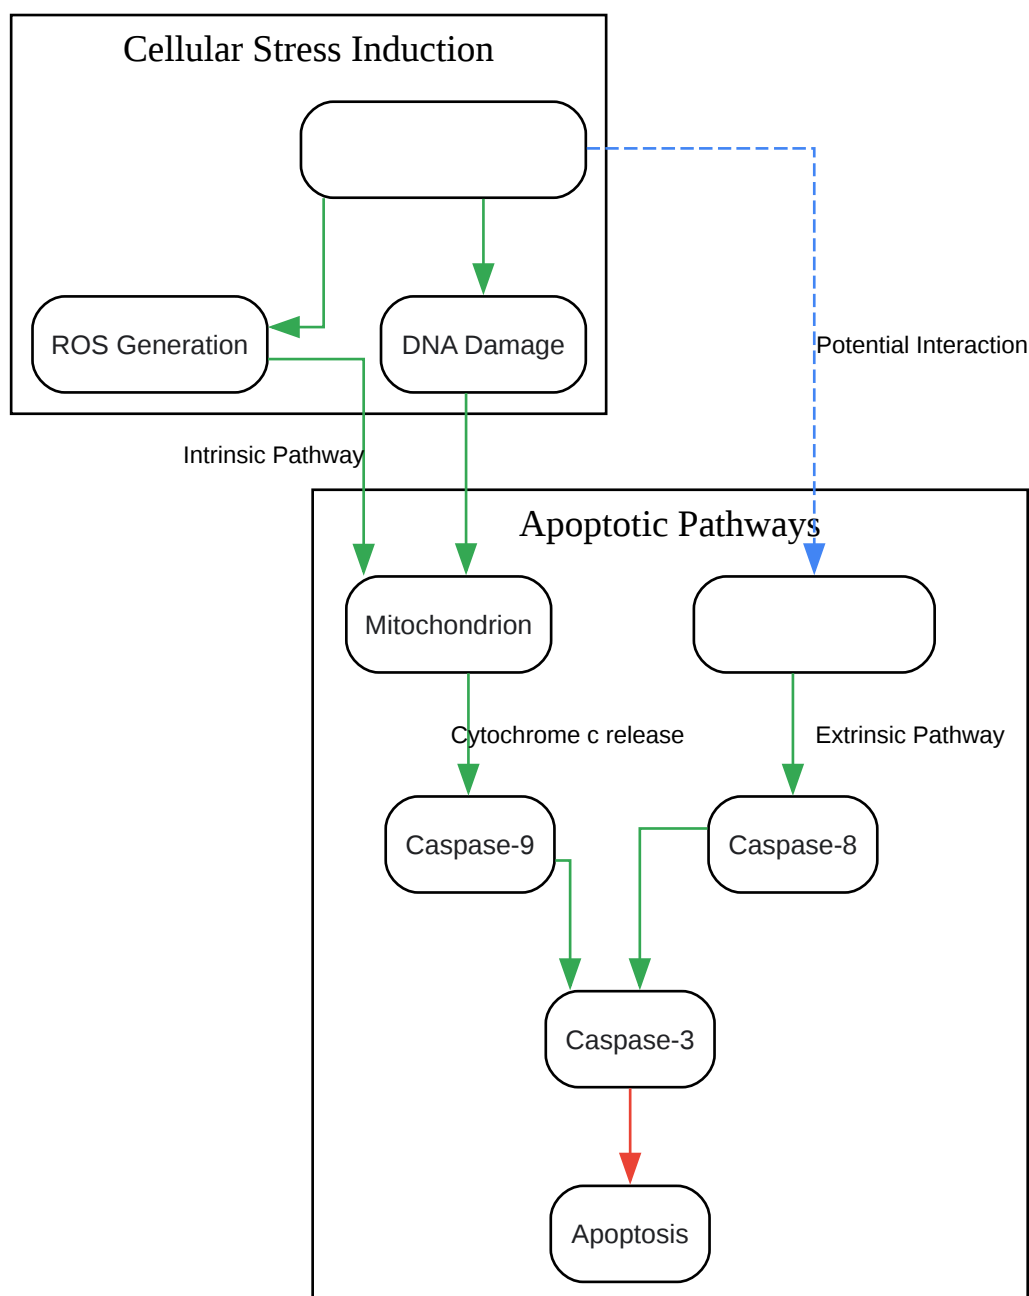 Cellular Stress Induction
ROS Generation
DNA Damage
Potential Interaction
Intrinsic Pathway
Apoptotic Pathways
Mitochondrion
Cytochrome c release
Extrinsic Pathway
Caspase-9
Caspase-8
Caspase-3
Apoptosis